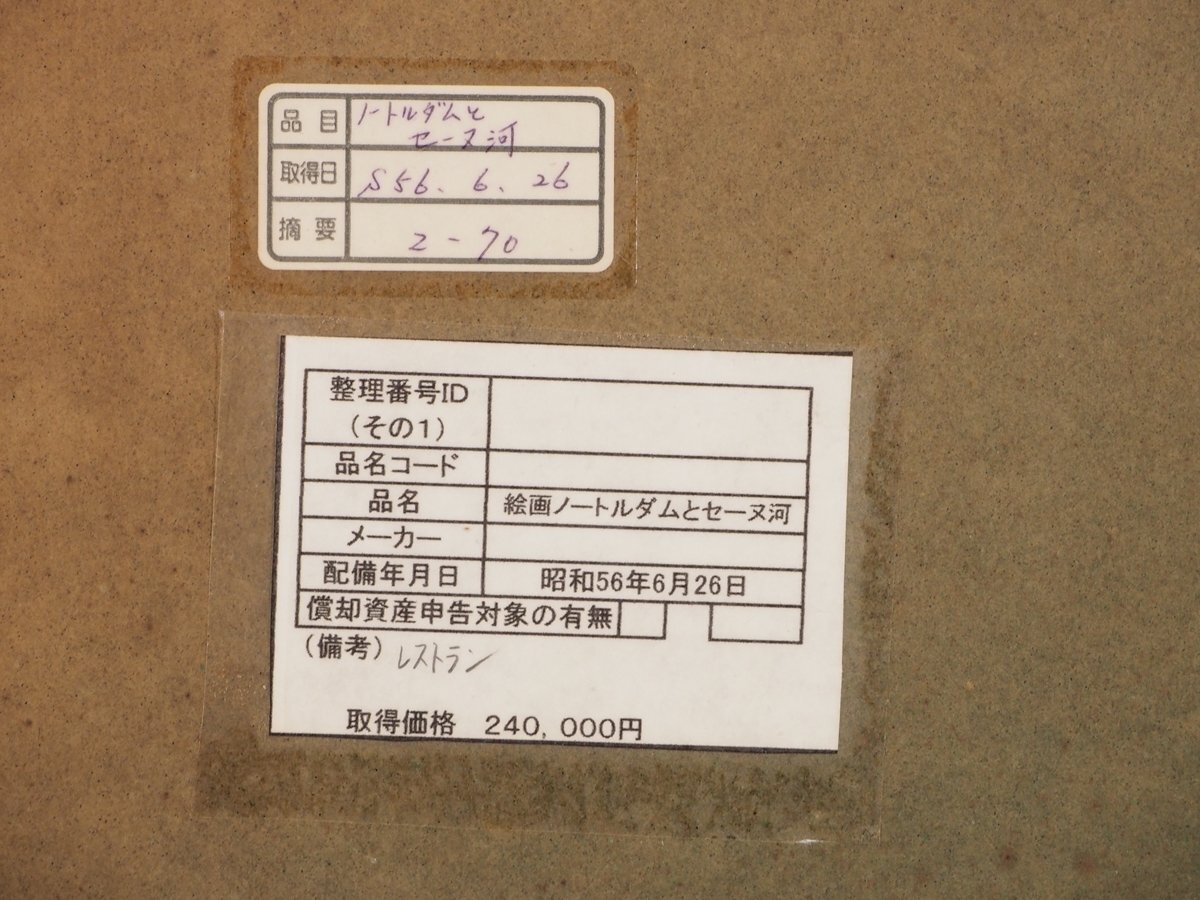 品目 ノートルダムと
セーヌ河
取得日 S56. 6. 26
摘要 2-70
整理番号ID
(その1)
品名コード
品名 絵画ノートルダムとセーヌ河
メーカー
配備年月日 昭和56年6月26日
償却資産申告対象の有無
(備考) レストラン
取得価格 240,000円